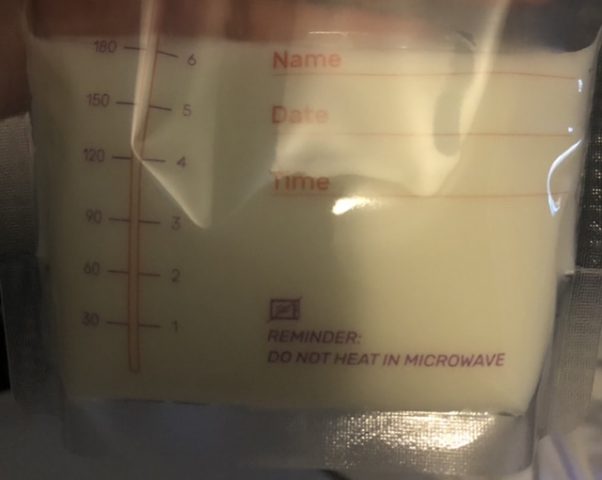 180 6
Name
150 5
Date
120 4
Time
90 3
60 2
30 1
REMINDER:
DO NOT HEAT IN MICROWAVE